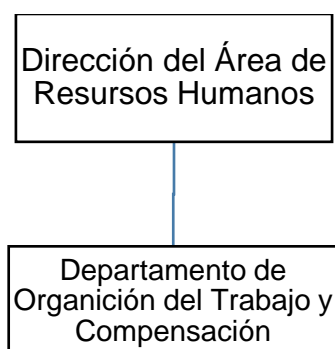 Dirección del Área de
Resursos Humanos
Departamento de
Organición del Trabajo y
Compensación